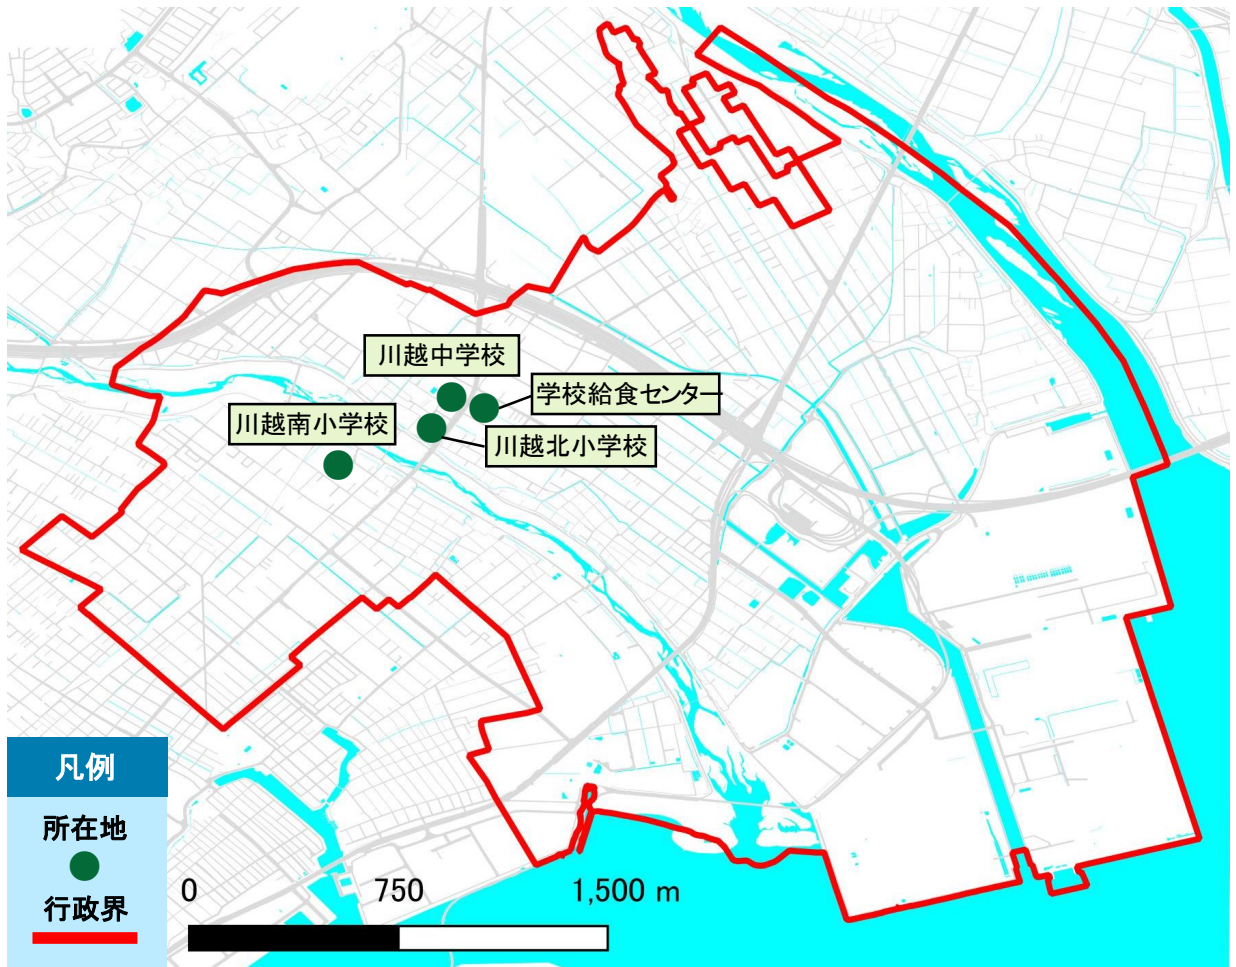 川越中学校
学校給食センター
川越南小学校
川越北小学校
凡例
所在地
行政界
0 750 1,500 m